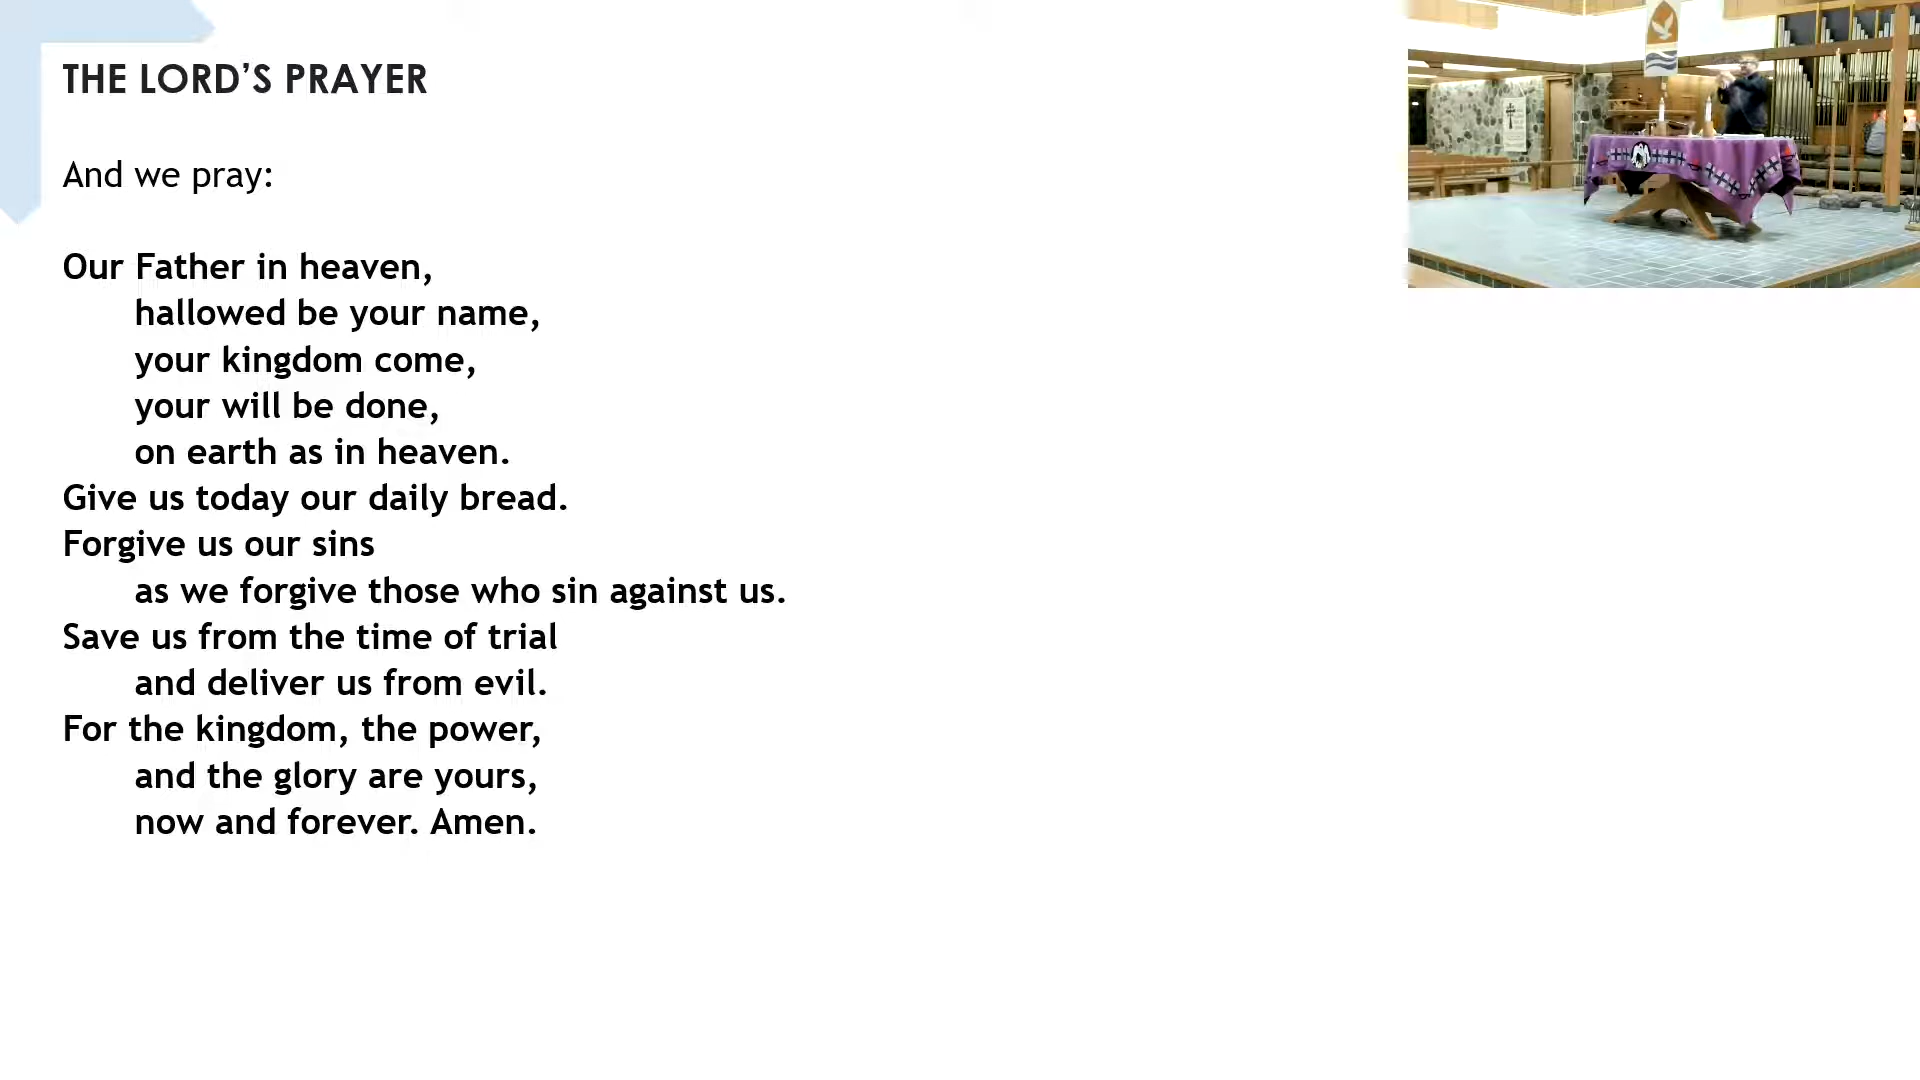 THE LORD’S PRAYER
And we pray:
Our Father in heaven,
hallowed be your name,
your kingdom come,
your will be done,
on earth as in heaven.
Give us today our daily bread.
Forgive us our sins
as we forgive those who sin against us.
Save us from the time of trial
and deliver us from evil.
For the kingdom, the power,
and the glory are yours,
now and forever. Amen.